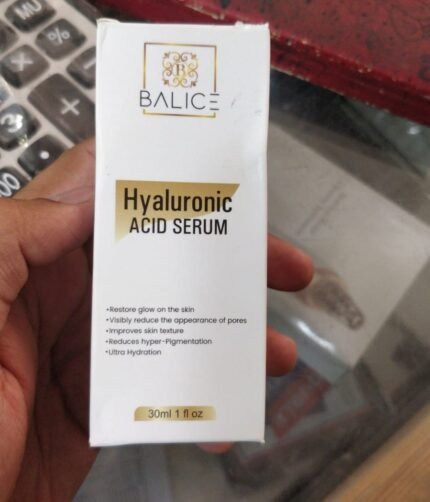 MU
%
B
BALICE
Hyaluronic
ACID SERUM
•Restore glow on the skin
•Visibly reduce the appearance of pores
•Improves skin texture
•Reduces hyper-Pigmentation
•Ultra Hydration
30ml 1 fl oz